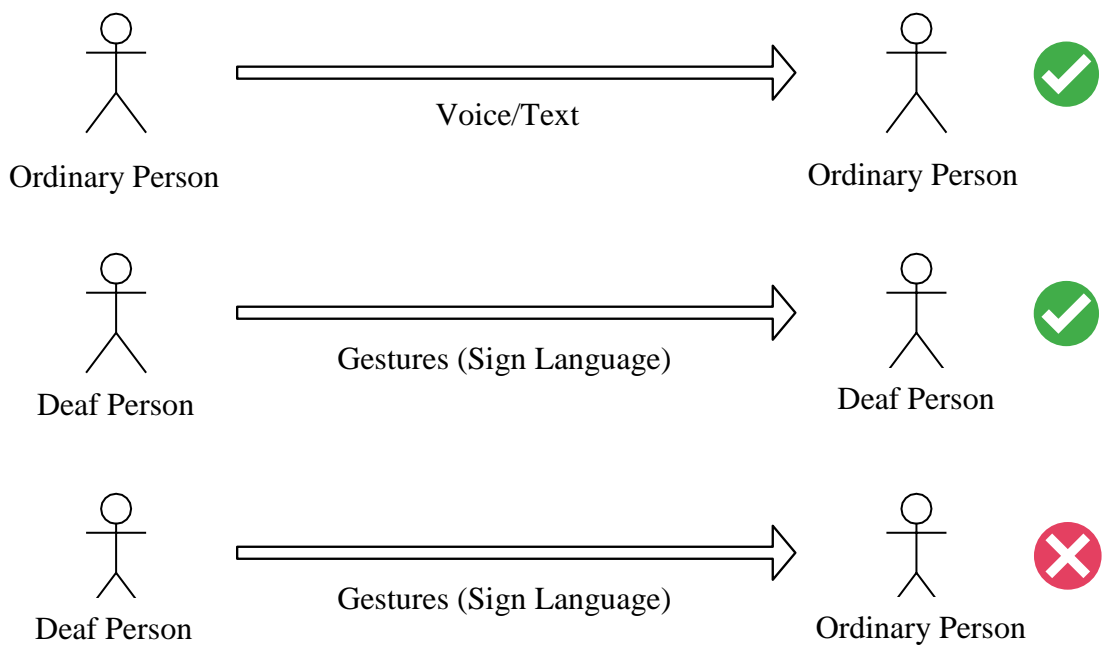 Voice/Text
Ordinary Person
Ordinary Person
Gestures (Sign Language)
Deaf Person
Deaf Person
Gestures (Sign Language)
Deaf Person
Ordinary Person